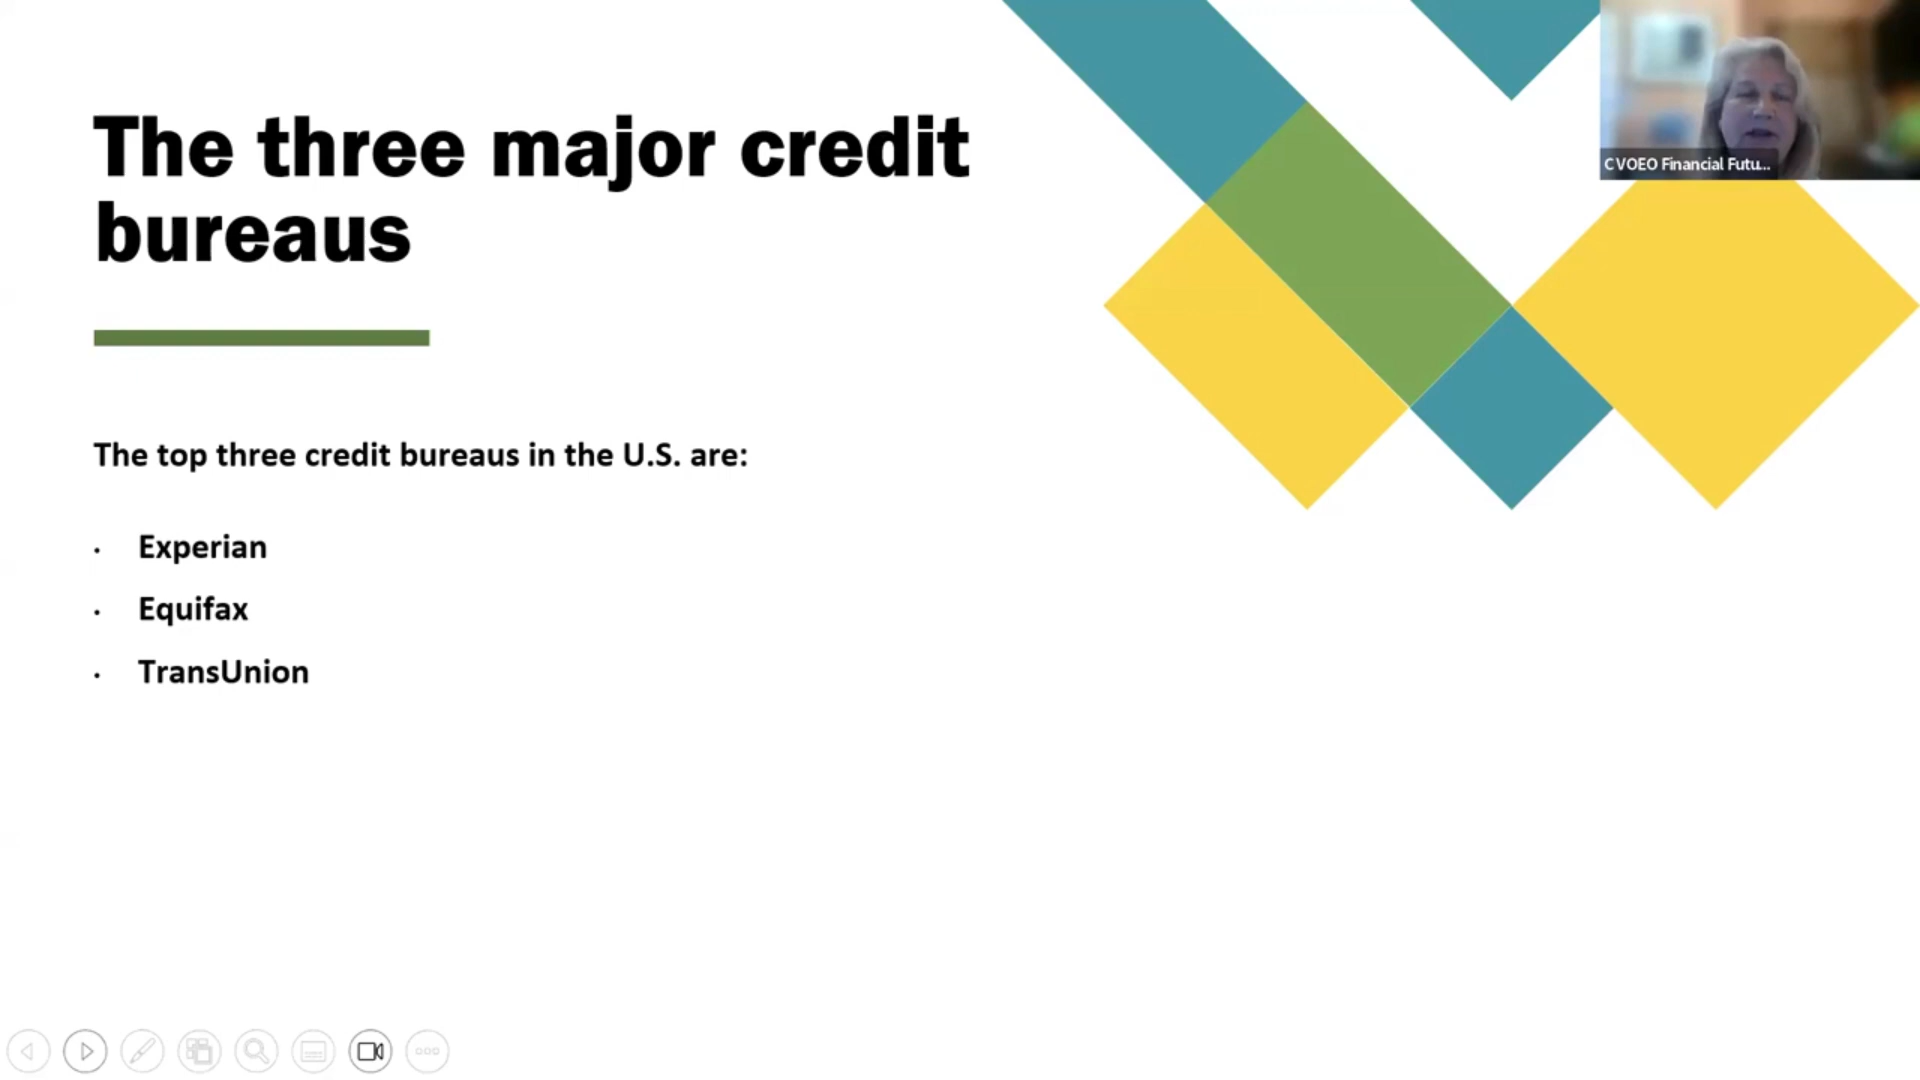 The three major credit
bureaus
The top three credit bureaus in the U.S. are:
• Experian
• Equifax
• TransUnion
CVOEO Financial Futu...